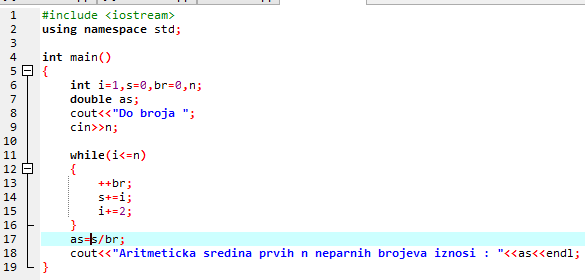 1 #include <iostream>
2 using namespace std;
3
4 int main()
5 {
6 int i=1,s=0,br=0,n;
7 double as;
8 cout<<"Do broja ";
9 cin>>n;
10
11 while(i<=n)
12 {
13 ++br;
14 s+=i;
15 i+=2;
16 }
17 as=s/br;
18 cout<<"Aritmeticka sredina prvih n neparnih brojeva iznosi : "<<as<<endl;
19 }